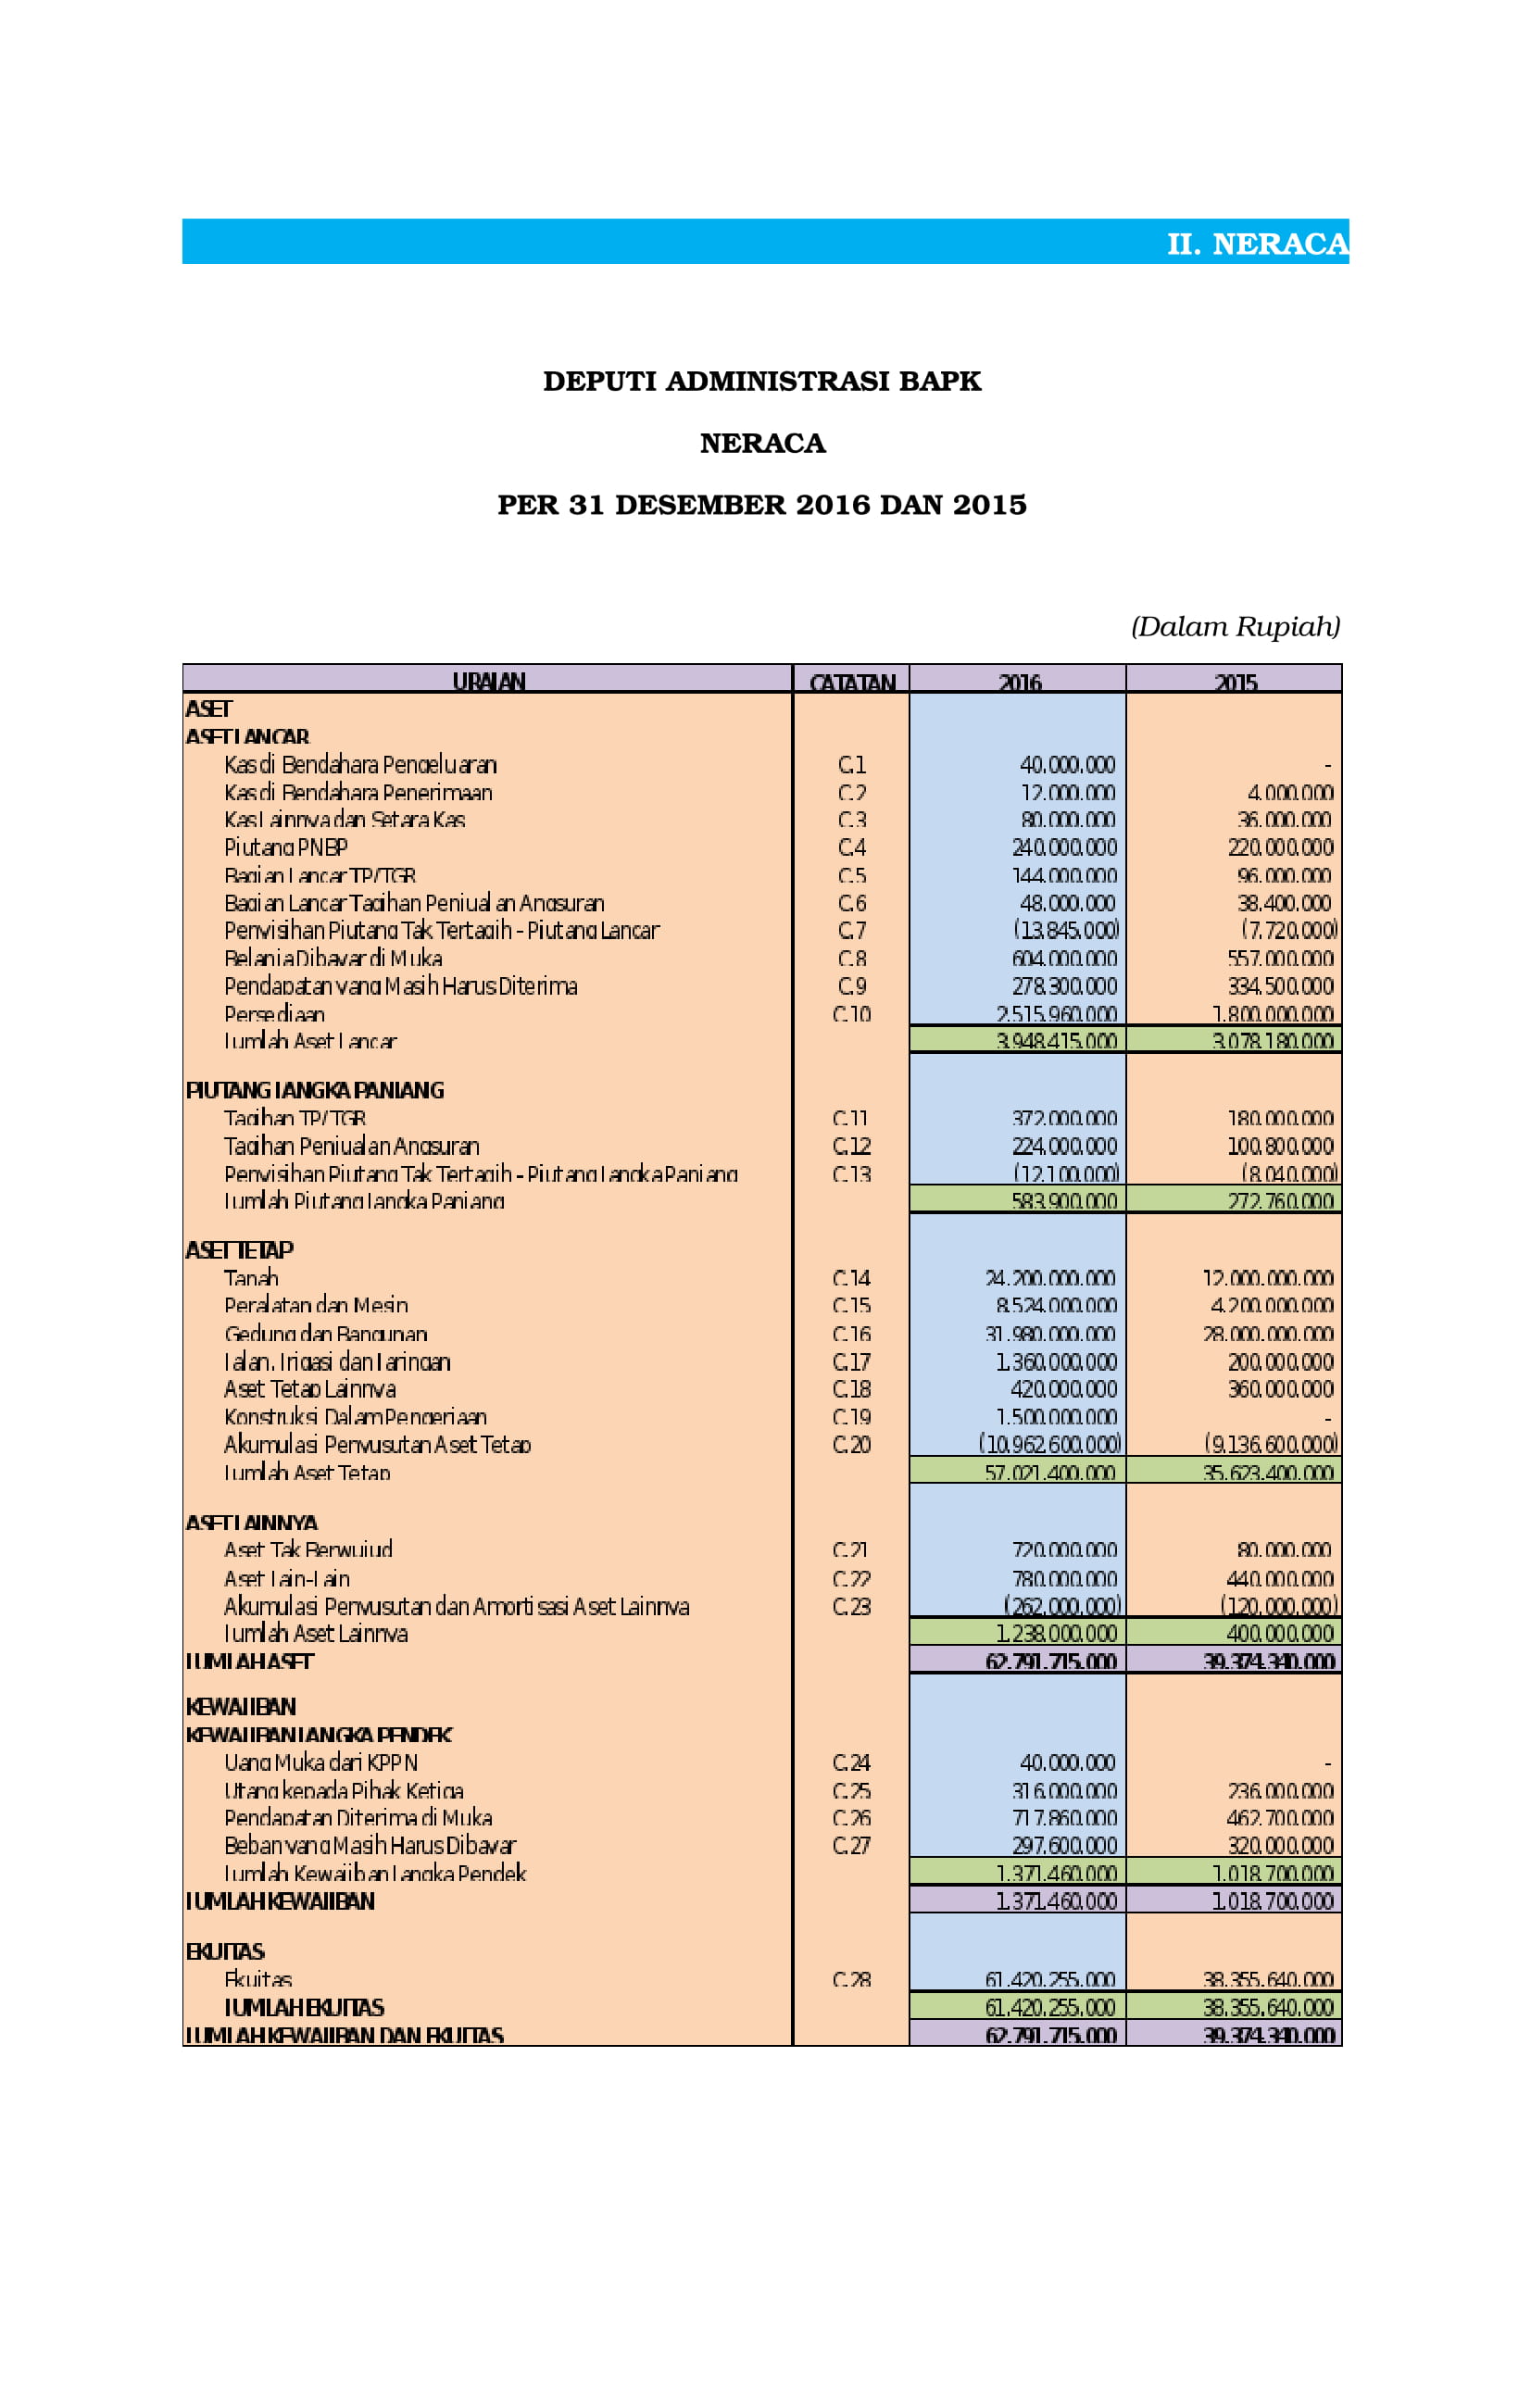 II. NERACA
DEPUTI ADMINISTRASI BAPK
NERACA
PER 31 DESEMBER 2016 DAN 2015
(Dalam Rupiah)
URAIAN CATATAN 2016 2015
ASET
ASET LANCAR
Kas di Bendahara Pengeluaran C.1 40.000.000 -
Kas di Bendahara Penerimaan C.2 12.000.000 4.000.000
Kas Lainnya dan Setara Kas C.3 80.000.000 36.000.000
Piutang PNBP C.4 240.000.000 220.000.000
Bagian Lancar TP/TGR C.5 144.000.000 96.000.000
Bagian Lancar Tagihan Penjualan Angsuran C.6 48.000.000 38.400.000
Penyisihan Piutang Tak Tertagih - Piutang Lancar C.7 (13.845.000) (7.720.000)
Belanja Dibayar di Muka C.8 604.000.000 557.000.000
Pendapatan yang Masih Harus Diterima C.9 278.300.000 334.500.000
Persediaan C.10 2.515.960.000 1.800.000.000
Jumlah Aset Lancar 3.948.415.000 3.078.180.000
PIUTANG JANGKA PANJANG
Tagihan TP/TGR C.11 372.000.000 180.000.000
Tagihan Penjualan Angsuran C.12 224.000.000 100.800.000
Penyisihan Piutang Tak Tertagih - Piutang Jangka Panjang C.13 (12.100.000) (8.040.000)
Jumlah Piutang Jangka Panjang 583.900.000 272.760.000
ASET TETAP
Tanah C.14 24.200.000.000 12.000.000.000
Peralatan dan Mesin C.15 8.524.000.000 4.200.000.000
Gedung dan Bangunan C.16 31.980.000.000 28.000.000.000
Jalan, Irigasi dan Jaringan C.17 1.360.000.000 200.000.000
Aset Tetap Lainnya C.18 420.000.000 360.000.000
Konstruksi Dalam Pengerjaan C.19 1.500.000.000 -
Akumulasi Penyusutan Aset Tetap C.20 (10.962.600.000) (9.136.600.000)
Jumlah Aset Tetap 57.021.400.000 35.623.400.000
ASET LAINNYA
Aset Tak Berwujud C.21 720.000.000 80.000.000
Aset Lain-Lain C.22 780.000.000 440.000.000
Akumulasi Penyusutan dan Amortisasi Aset Lainnya C.23 (262.000.000) (120.000.000)
Jumlah Aset Lainnya 1.238.000.000 400.000.000
JUMLAH ASET 62.791.715.000 39.374.340.000
KEWAJIBAN
KEWAJIBAN JANGKA PENDEK
Uang Muka dari KPPN C.24 40.000.000 -
Utang kepada Pihak Ketiga C.25 316.000.000 236.000.000
Pendapatan Diterima di Muka C.26 717.860.000 462.700.000
Beban yang Masih Harus Dibayar C.27 297.600.000 320.000.000
Jumlah Kewajiban Jangka Pendek 1.371.460.000 1.018.700.000
JUMLAH KEWAJIBAN 1.371.460.000 1.018.700.000
EKUITAS
Ekuitas C.28 61.420.255.000 38.355.640.000
JUMLAH EKUITAS 61.420.255.000 38.355.640.000
JUMLAH KEWAJIBAN DAN EKUITAS 62.791.715.000 39.374.340.000